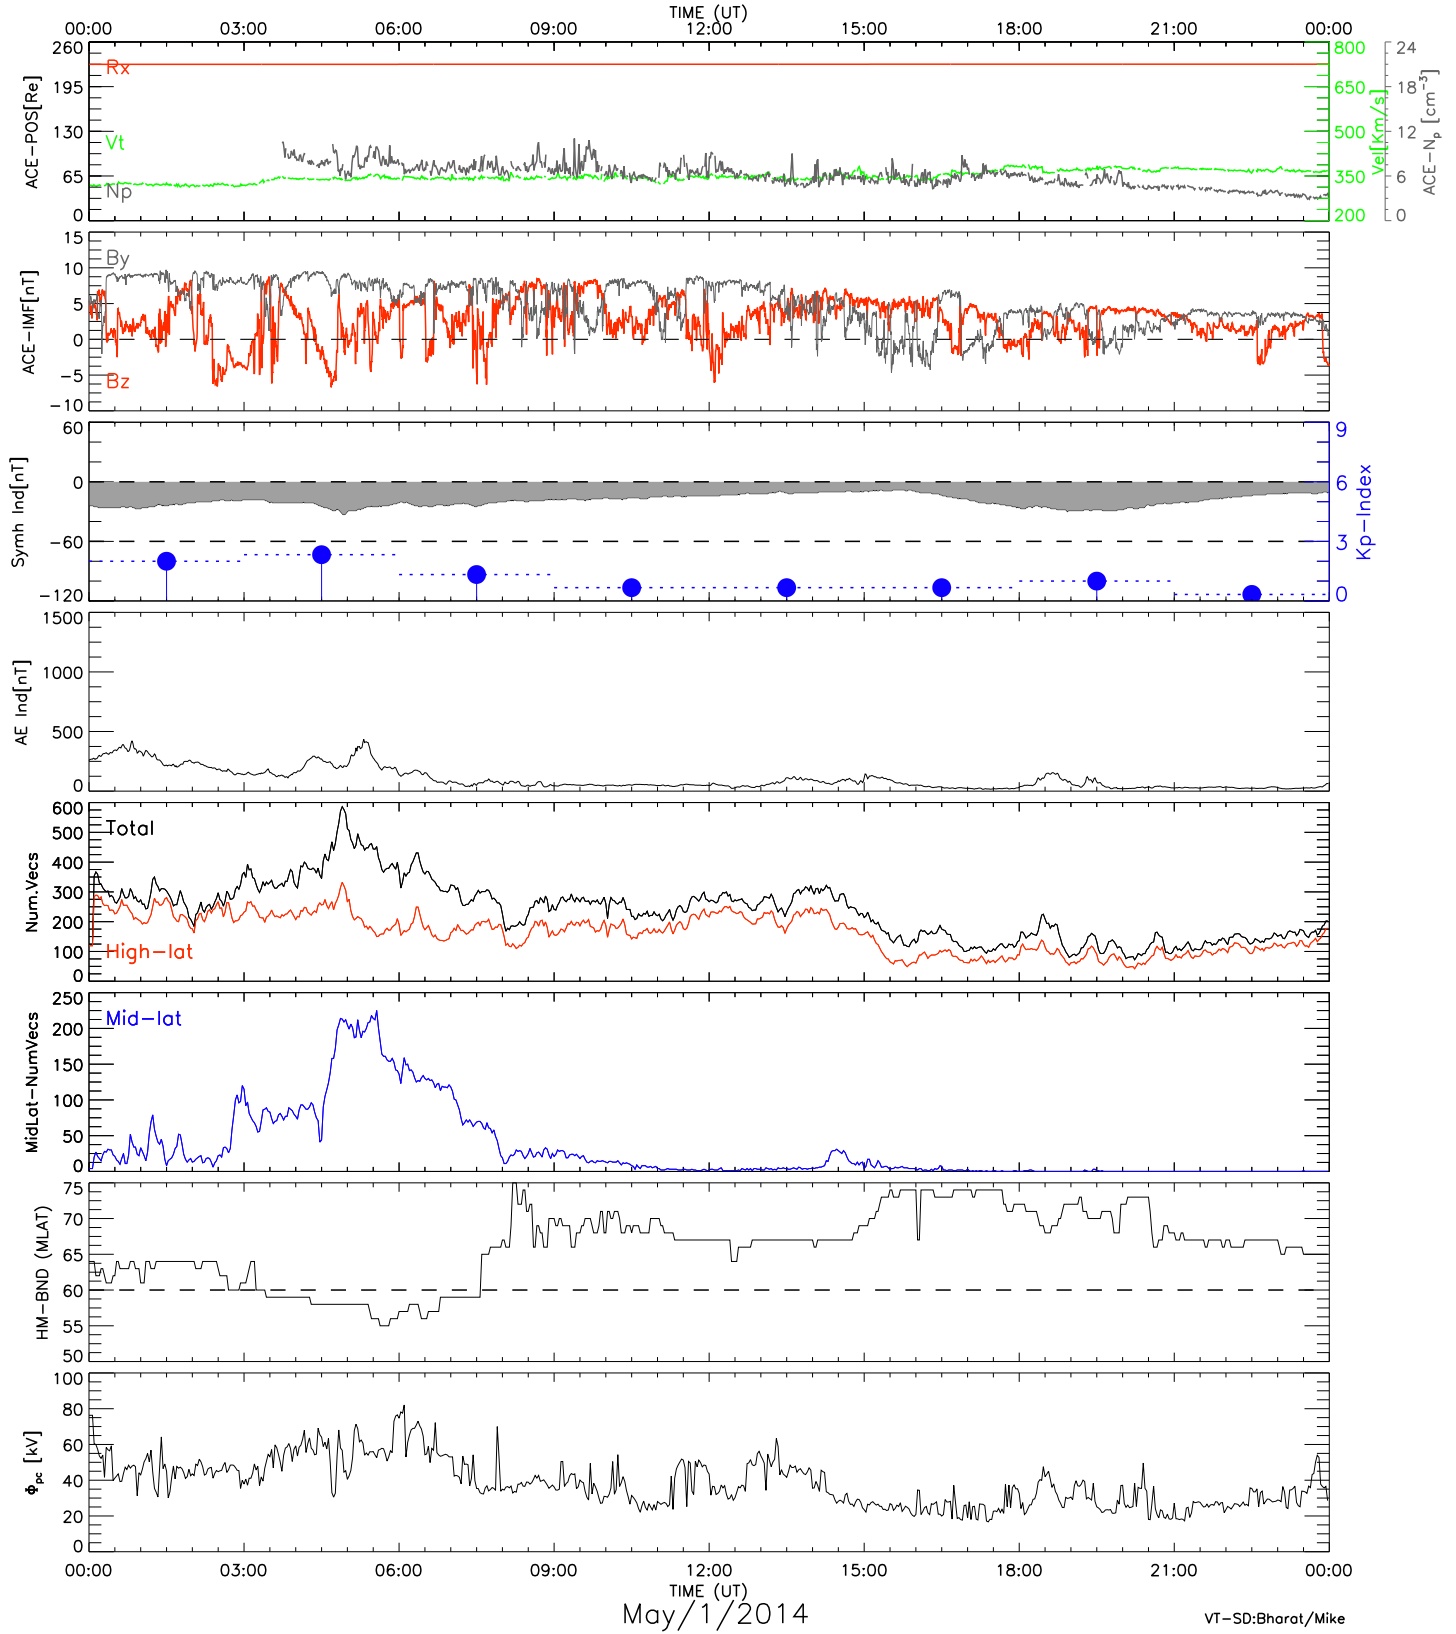 TIME (UT)
00:00 03:00 06:00 09:00 12:00 15:00 18:00 21:00 00:00
ACE-POS[Re]
260
195
130
65
0
Rx
Vt
Np
800
650
500
350
200
Vel[Km/s]
24
18
12
6
0
ACE-Np [cm-3]
ACE-IMF[nT]
15
10
5
0
-5
-10
By
Bz
Symh Ind[nT]
60
0
-60
-120
9
6
3
0
Kp-Index
AE Ind[nT]
1500
1000
500
0
Num.Vecs
600
500
400
300
200
100
0
Total
High-lat
MidLat-NumVecs
250
200
150
100
50
0
Mid-lat
HM-BND (MLAT)
75
70
65
60
55
50
Φpc [kV]
100
80
60
40
20
0
00:00 03:00 06:00 09:00 12:00 15:00 18:00 21:00 00:00
TIME (UT)
May/1/2014
VT-SD:Bharat/Mike